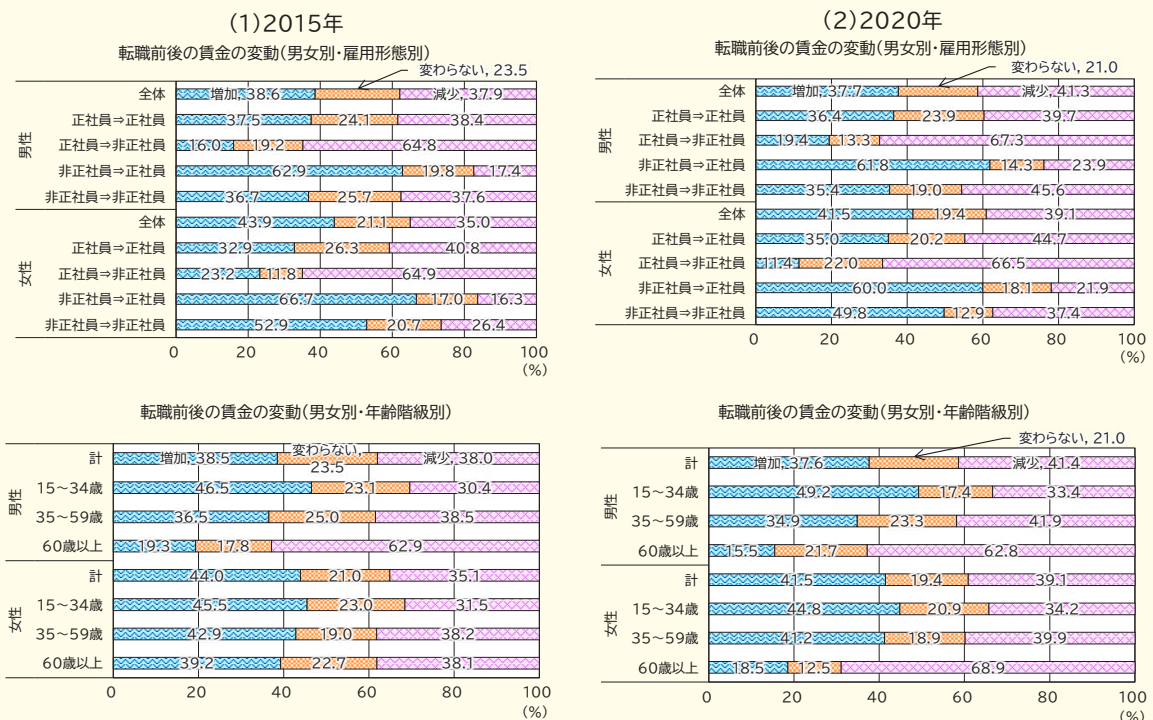 (1)2015年
転職前後の賃金の変動(男女別・雇用形態別)
変わらない, 23.5
男性
全体 増加, 38.6 減少, 37.9
正社員⇒正社員 37.5 24.1 38.4
正社員⇒非正社員 16.0 19.2 64.8
非正社員⇒正社員 62.9 19.8 17.4
非正社員⇒非正社員 36.7 25.7 37.6
女性
全体 43.9 21.1 35.0
正社員⇒正社員 32.9 26.3 40.8
正社員⇒非正社員 23.2 11.8 64.9
非正社員⇒正社員 66.7 17.0 16.3
非正社員⇒非正社員 52.9 20.7 26.4
0 20 40 60 80 100
(%)
(2)2020年
転職前後の賃金の変動(男女別・雇用形態別)
変わらない, 21.0
男性
全体 増加, 37.7 減少, 41.3
正社員⇒正社員 36.4 23.9 39.7
正社員⇒非正社員 19.4 13.3 67.3
非正社員⇒正社員 61.8 14.3 23.9
非正社員⇒非正社員 35.4 19.0 45.6
女性
全体 41.5 19.4 39.1
正社員⇒正社員 35.0 20.2 44.7
正社員⇒非正社員 11.4 22.0 66.5
非正社員⇒正社員 60.0 18.1 21.9
非正社員⇒非正社員 49.8 12.9 37.4
0 20 40 60 80 100
(%)
転職前後の賃金の変動(男女別・年齢階級別)
男性
計 増加, 38.5 変わらない, 23.5 減少, 38.0
15~34歳 46.5 23.1 30.4
35~59歳 36.5 25.0 38.5
60歳以上 19.3 17.8 62.9
女性
計 44.0 21.0 35.1
15~34歳 45.5 23.0 31.5
35~59歳 42.9 19.0 38.2
60歳以上 39.2 22.7 38.1
0 20 40 60 80 100
(%)
転職前後の賃金の変動(男女別・年齢階級別)
変わらない, 21.0
男性
計 増加, 37.6 減少, 41.4
15~34歳 49.2 17.4 33.4
35~59歳 34.9 23.3 41.9
60歳以上 15.5 21.7 62.8
女性
計 41.5 19.4 39.1
15~34歳 44.8 20.9 34.2
35~59歳 41.2 18.9 39.9
60歳以上 18.5 12.5 68.9
0 20 40 60 80 100
(%)